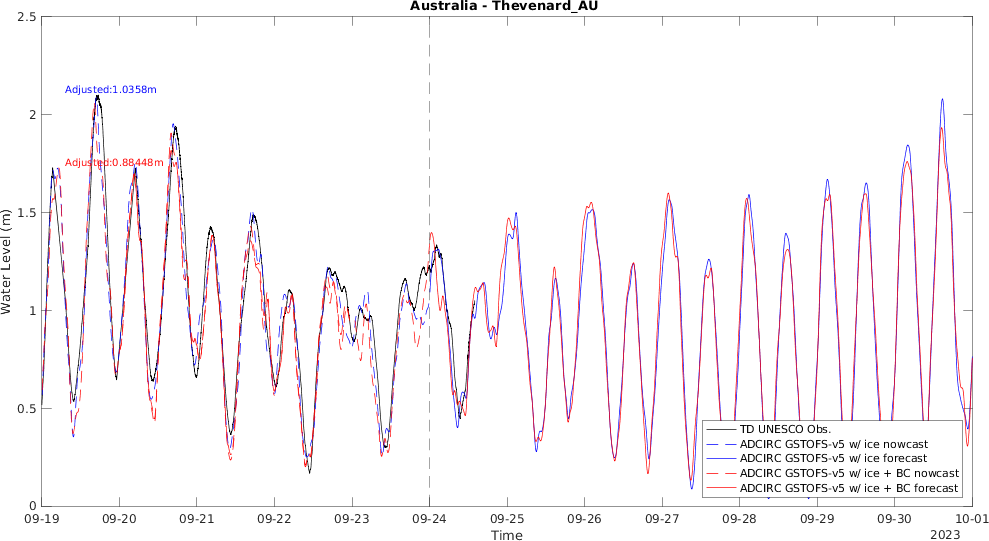 Australia - Thevenard_AU
2.5
Adjusted:1.0358m
2
Adjusted:0.88448m
1.5
Water Level (m)
1
0.5
TD UNESCO Obs.
ADCIRC GSTOFS-v5 w/ ice nowcast
ADCIRC GSTOFS-v5 w/ ice forecast
ADCIRC GSTOFS-v5 w/ ice + BC nowcast
ADCIRC GSTOFS-v5 w/ ice + BC forecast
0
09-19 09-20 09-21 09-22 09-23 09-24 09-25 09-26 09-27 09-28 09-29 09-30 10-01
Time
2023